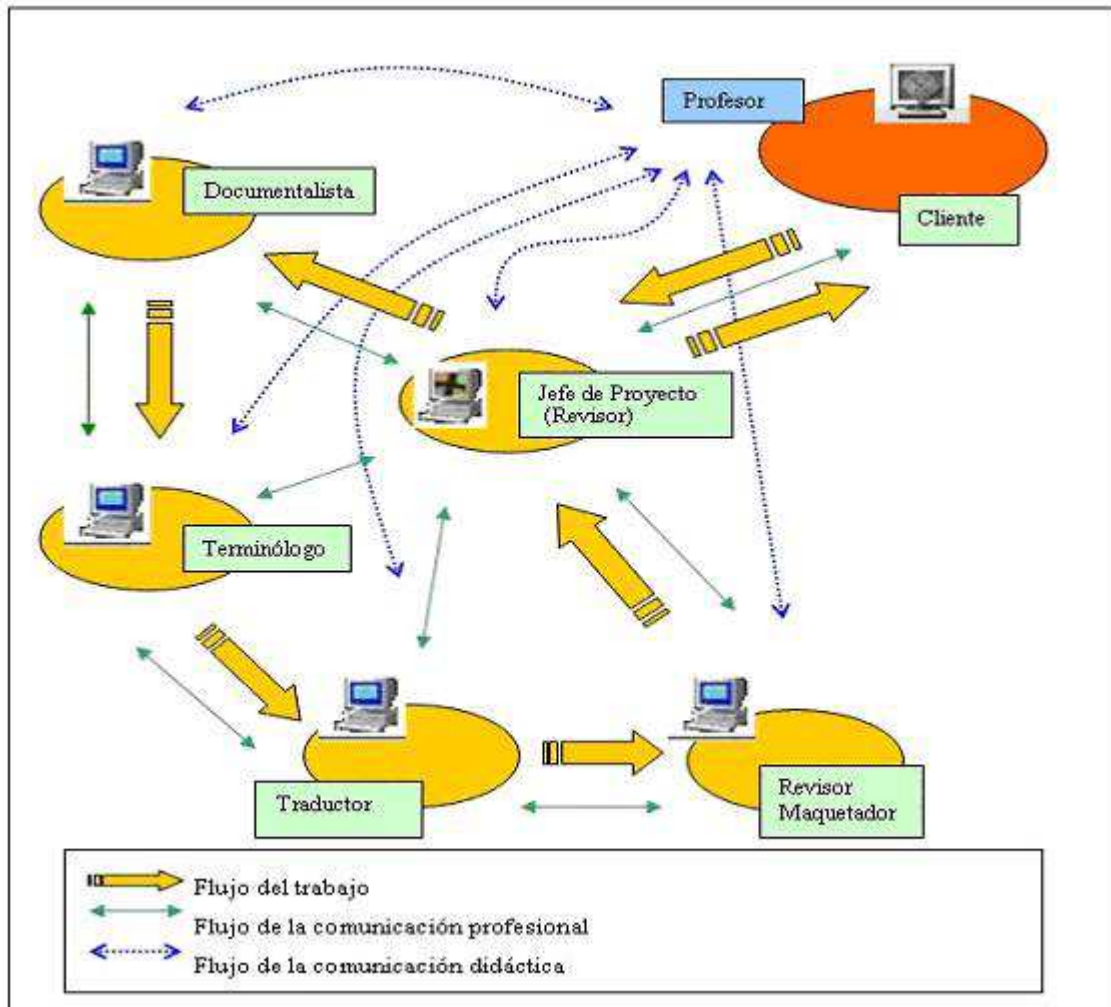 Profesor
Documentalista
Cliente
Jefe de Proyecto
(Revisor)
Terminólogo
Traductor
Revisor
Maquetador
Flujo del trabajo
Flujo de la comunicación profesional
Flujo de la comunicación didáctica